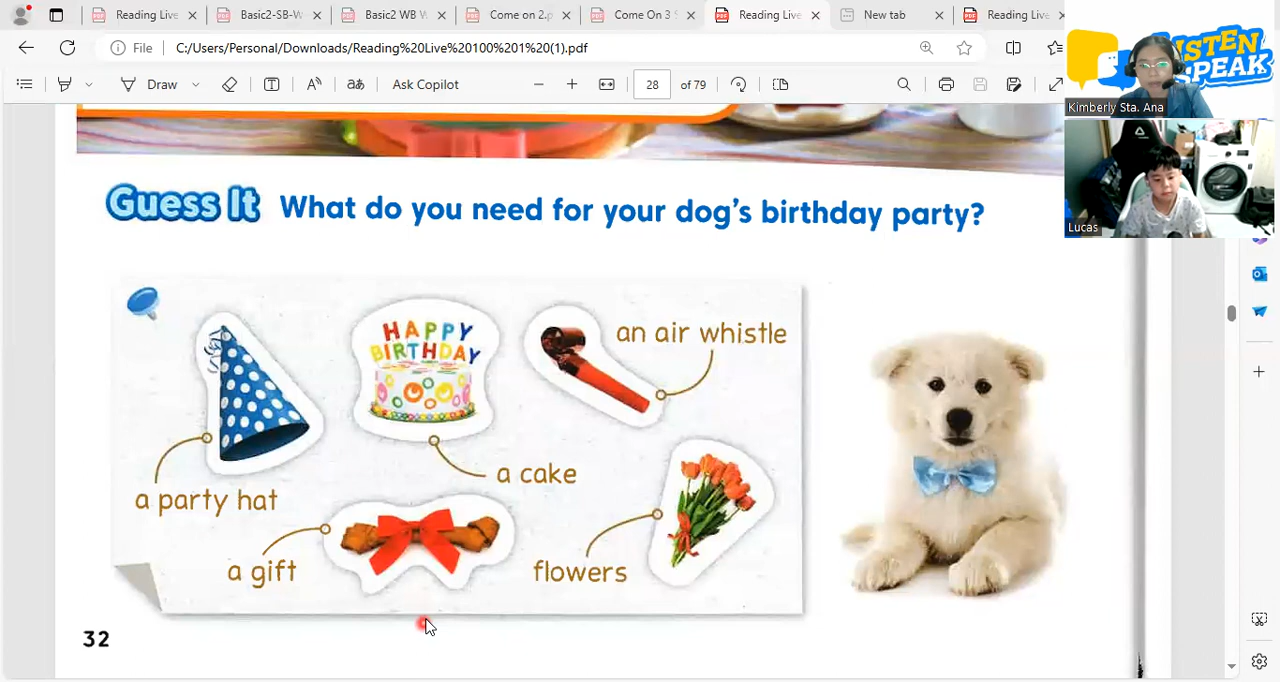 Reading Live
Basic2-SB-W
Basic2 WB W
Come on 2.p
Come On 3 S
Reading Live
New tab
Reading Live
File
C:/Users/Personal/Downloads/Reading%20Live%20100%201%20(1).pdf
Draw
aあ
Ask Copilot
28
of 79
LISTEN
SPEAK
Kimberly Sta. Ana
Lucas
Guess It What do you need for your dog's birthday party?
HAPPY
BIRTHDAY
an air whistle
a party hat
a cake
a gift
flowers
32